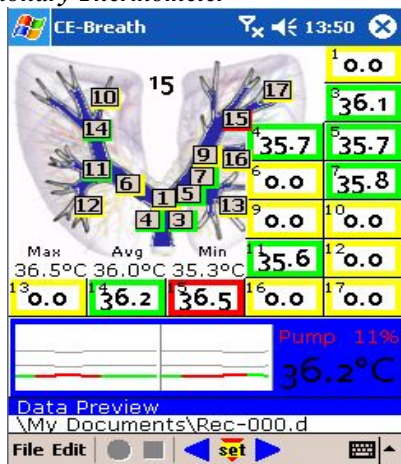 CE-Breath 13:50
15
10 17
14 15
11 9 16
6 7
12 1 5 13
4 3
1 0.0
3 36.1
4 35.7 5 35.7
6 0.0 7 35.8
9 0.0 10 0.0
11 35.6 12 0.0
Max Avg Min
36.5°C 36.0°C 35.3°C
13 0.0 14 36.2 15 36.5 16 0.0 17 0.0
Pump 11%
36.2°C
Data Preview
\My Documents\Rec-000.d
File Edit set